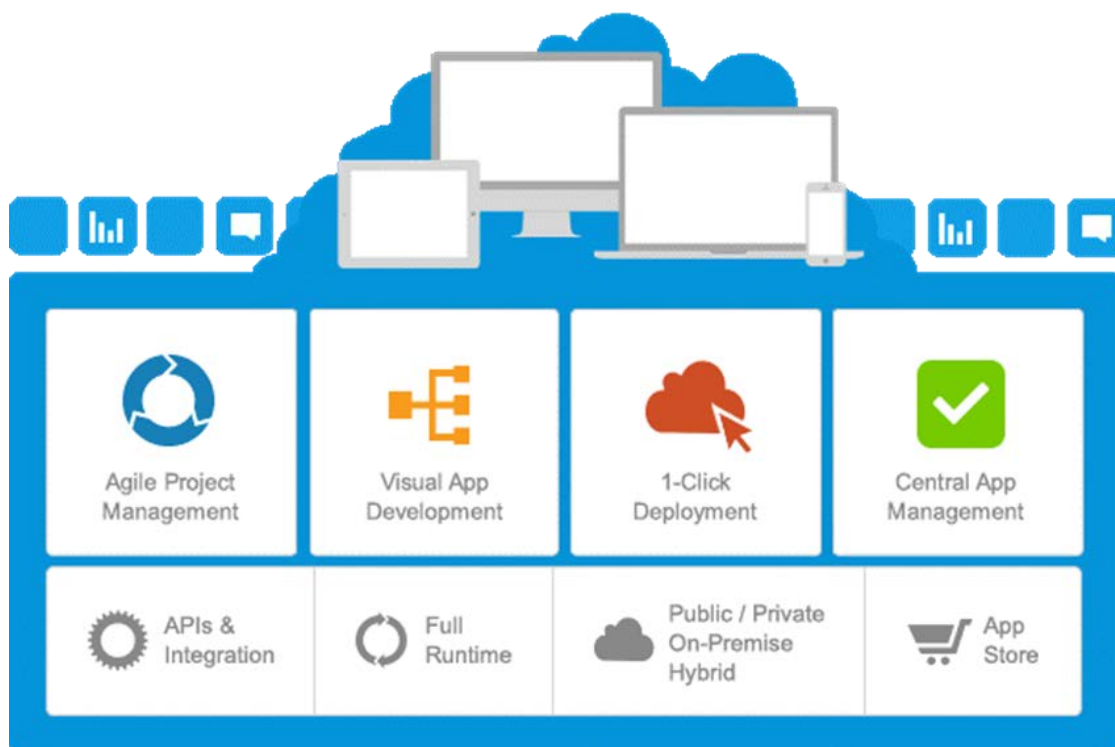 Agile Project
Management
Visual App
Development
1-Click
Deployment
Central App
Management
APIs &
Integration
Full
Runtime
Public / Private
On-Premise
Hybrid
App
Store